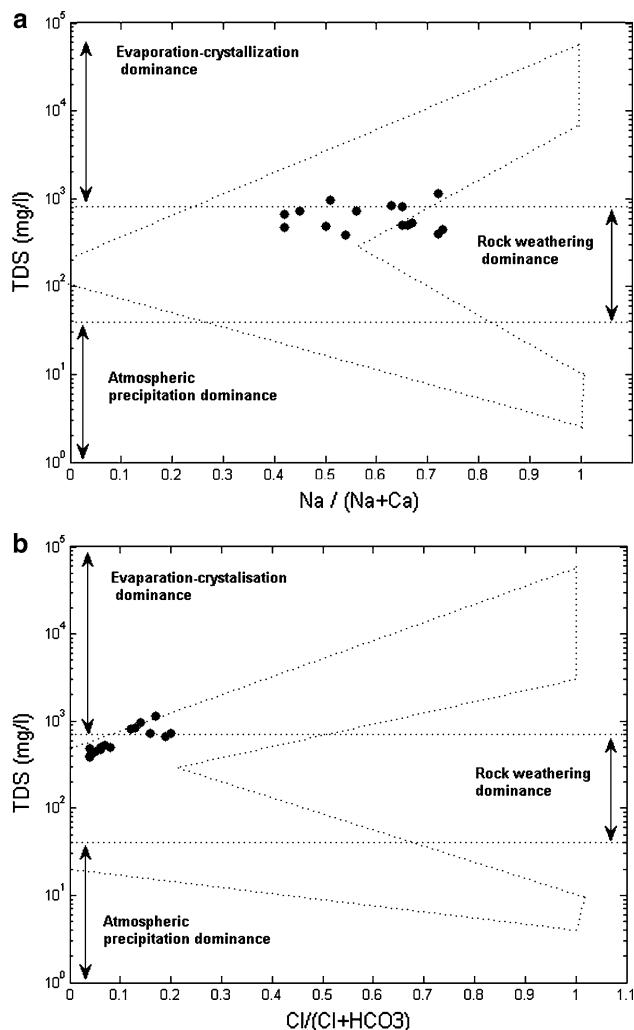 a
10^5
Evaporation-crystallization
dominance
10^4
10^3
TDS (mg/l)
Rock weathering
dominance
10^2
Atmospheric
precipitation dominance
10^1
10^0
0 0.1 0.2 0.3 0.4 0.5 0.6 0.7 0.8 0.9 1
Na / (Na+Ca)
b
10^5
Evaparation-crystalisation
dominance
10^4
10^3
TDS (mg/l)
Rock weathering
dominance
10^2
Atmospheric
precipitation dominance
10^1
10^0
0 0.1 0.2 0.3 0.4 0.5 0.6 0.7 0.8 0.9 1 1.1
Cl/(Cl+HCO3)